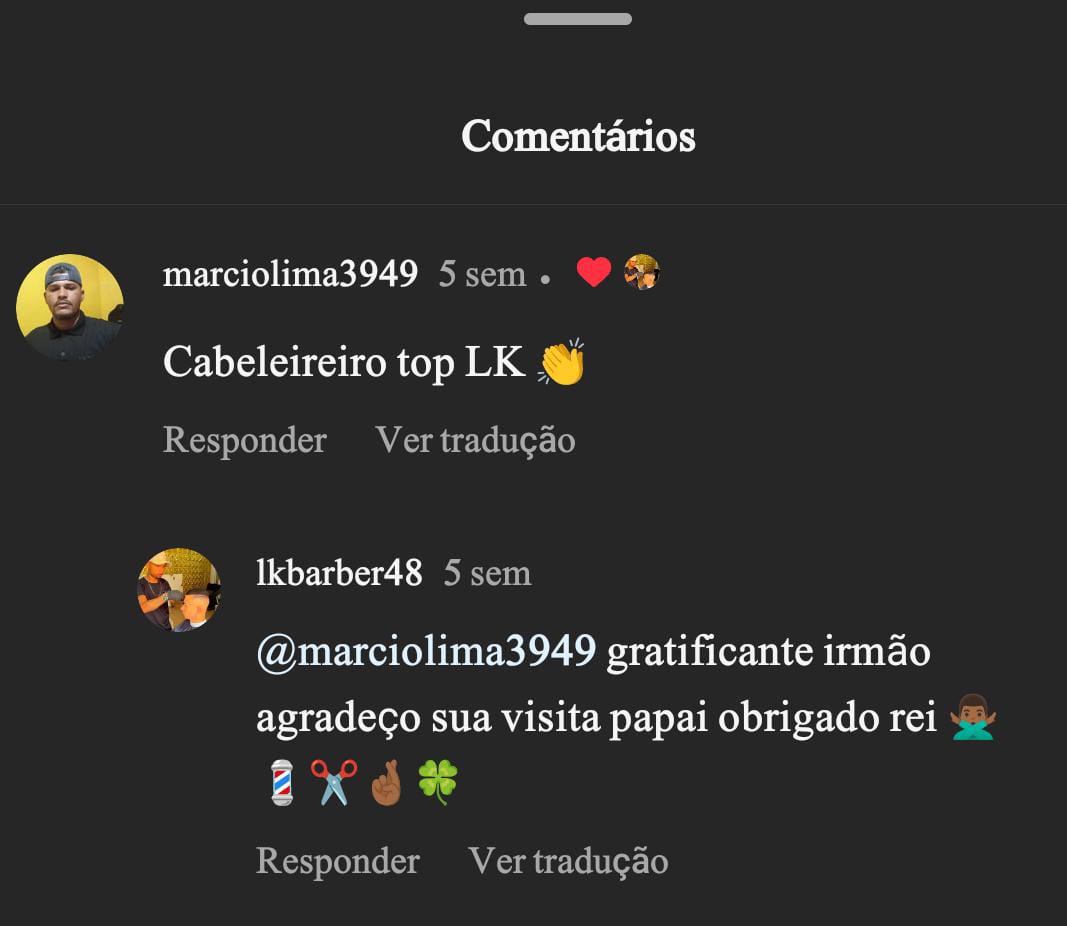 Comentários
marciolima3949 5 sem • ❤️
Cabeleireiro top LK 👏
Responder Ver tradução
lkbarber48 5 sem
@marciolima3949 gratificante irmão
agradeço sua visita papai obrigado rei 🙅🏾‍♂️
💈✂️🤞🏾🍀
Responder Ver tradução